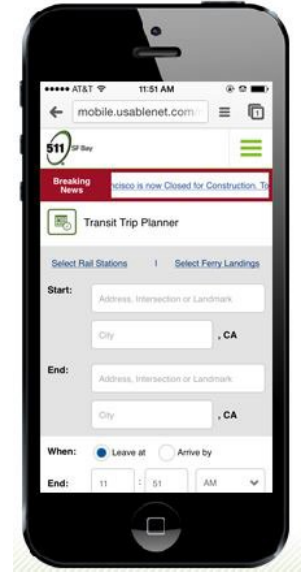 AT&T 11:51 AM
mobile.usablenet.com 1
511 SF Bay
Breaking News ncisco is now Closed for Construction. To
Transit Trip Planner
Select Rail Stations | Select Ferry Landings
Start: Address, Intersection or Landmark
City , CA
End: Address, Intersection or Landmark
City , CA
When: Leave at Arrive by
End: 11 : 51 AM